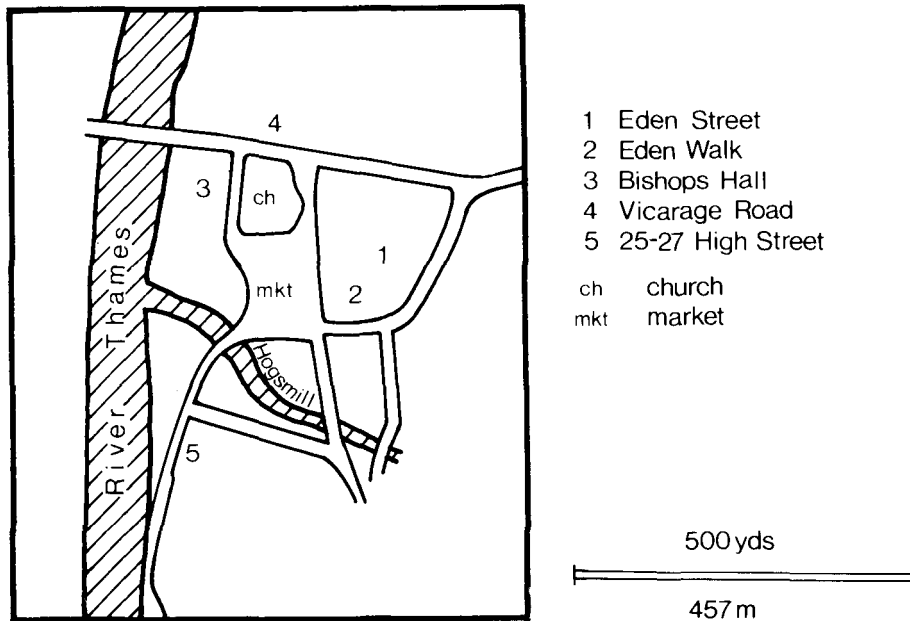 4
3
ch
1
mkt
2
River Thames
Hogsmill
5
1 Eden Street
2 Eden Walk
3 Bishops Hall
4 Vicarage Road
5 25-27 High Street
ch church
mkt market
500 yds
457 m